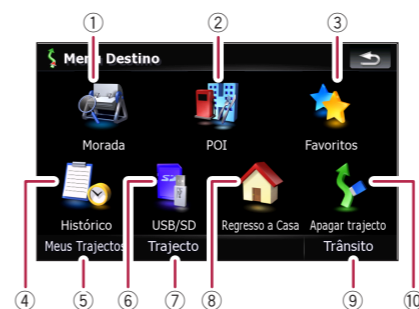 ① ② ③
Menu Destino
Morada POI Favoritos
SD
Histórico USB/SD Regresso a Casa Apagar trajecto
Meus Trajectos Trajecto Trânsito
④ ⑤ ⑥ ⑦ ⑧ ⑨ ⑩